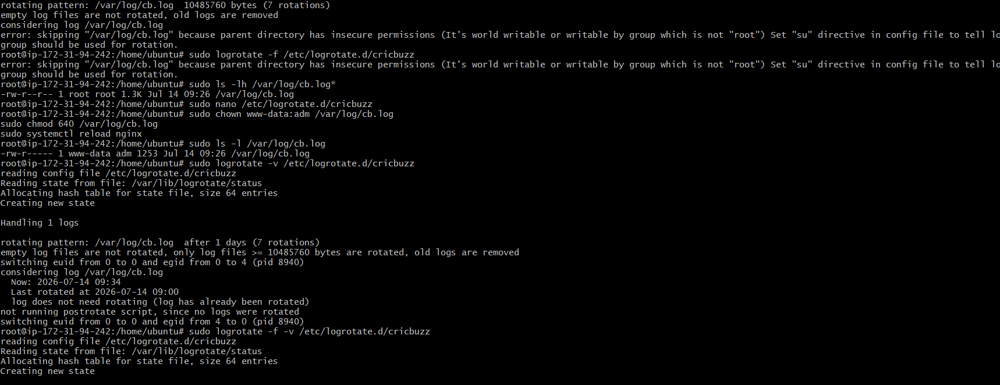 rotating pattern: /var/log/cb.log  10485760 bytes (7 rotations)
empty log files are not rotated, old logs are removed
considering log /var/log/cb.log
error: skipping "/var/log/cb.log" because parent directory has insecure permissions (It's world writable or writable by group which is not "root") Set "su" directive in config file to tell lo
group should be used for rotation.
root@ip-172-31-94-242:/home/ubuntu# sudo logrotate -f /etc/logrotate.d/cricbuzz
error: skipping "/var/log/cb.log" because parent directory has insecure permissions (It's world writable or writable by group which is not "root") Set "su" directive in config file to tell lo
group should be used for rotation.
root@ip-172-31-94-242:/home/ubuntu# sudo ls -lh /var/log/cb.log*
-rw-r--r-- 1 root root 1.3K Jul 14 09:26 /var/log/cb.log
root@ip-172-31-94-242:/home/ubuntu# sudo nano /etc/logrotate.d/cricbuzz
root@ip-172-31-94-242:/home/ubuntu# sudo chown www-data:adm /var/log/cb.log
sudo chmod 640 /var/log/cb.log
sudo systemctl reload nginx
root@ip-172-31-94-242:/home/ubuntu# sudo ls -l /var/log/cb.log
-rw-r----- 1 www-data adm 1253 Jul 14 09:26 /var/log/cb.log
root@ip-172-31-94-242:/home/ubuntu# sudo logrotate -v /etc/logrotate.d/cricbuzz
reading config file /etc/logrotate.d/cricbuzz
Reading state from file: /var/lib/logrotate/status
Allocating hash table for state file, size 64 entries
Creating new state

Handling 1 logs

rotating pattern: /var/log/cb.log  after 1 days (7 rotations)
empty log files are not rotated, only log files >= 10485760 bytes are rotated, old logs are removed
switching euid from 0 to 0 and egid from 0 to 4 (pid 8940)
considering log /var/log/cb.log
  Now: 2026-07-14 09:34
  Last rotated at 2026-07-14 09:00
  log does not need rotating (log has already been rotated)
not running postrotate script, since no logs were rotated
switching euid from 0 to 0 and egid from 4 to 0 (pid 8940)
root@ip-172-31-94-242:/home/ubuntu# sudo logrotate -f -v /etc/logrotate.d/cricbuzz
reading config file /etc/logrotate.d/cricbuzz
Reading state from file: /var/lib/logrotate/status
Allocating hash table for state file, size 64 entries
Creating new state